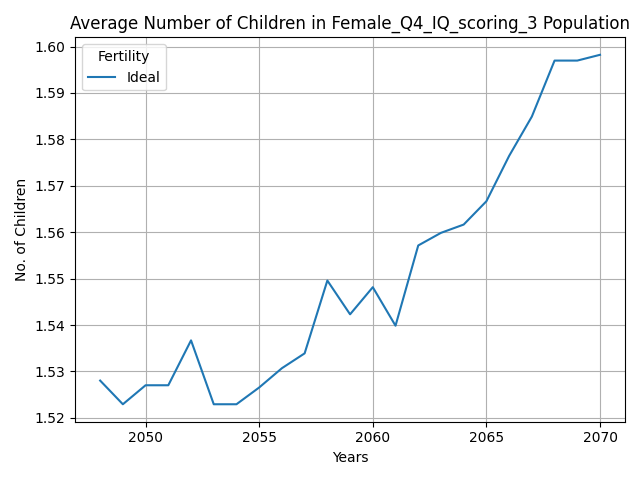 Average Number of Children in Female_Q4_IQ_scoring_3 Population
Fertility
Ideal
No. of Children
1.60
1.59
1.58
1.57
1.56
1.55
1.54
1.53
1.52
2050 2055 2060 2065 2070
Years